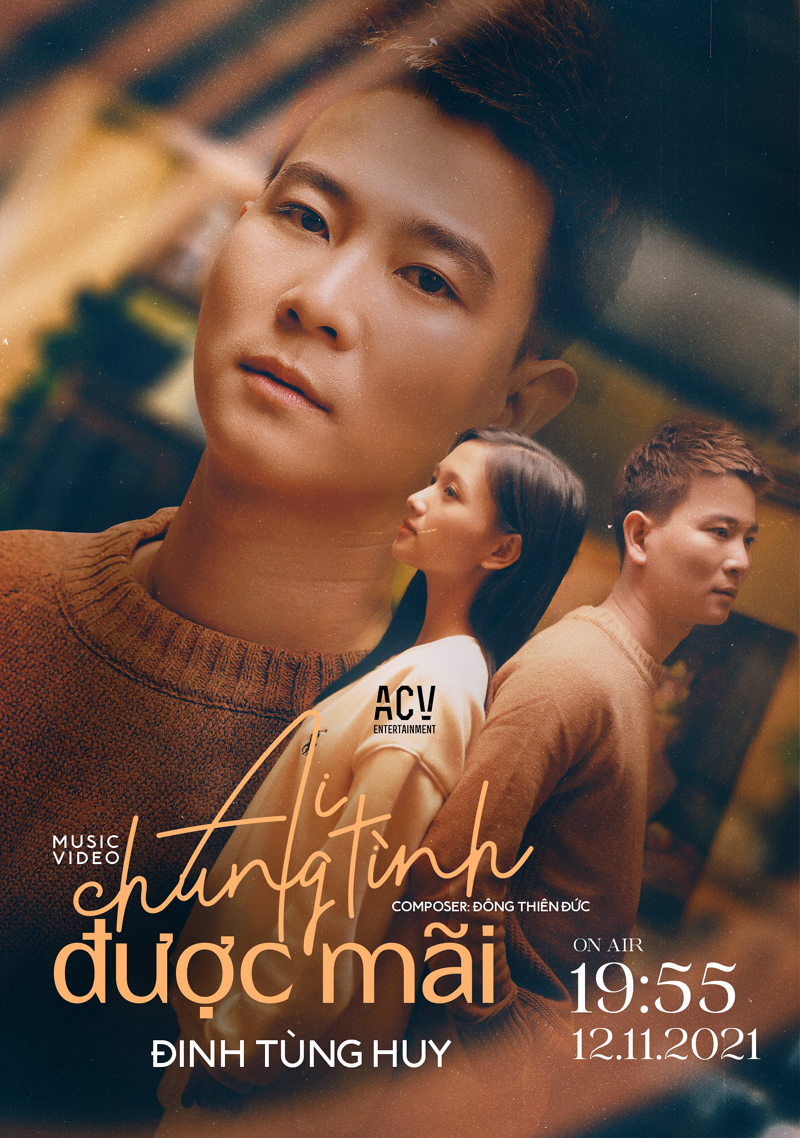 ACV
ENTERTAINMENT
MUSIC
VIDEO
Ai
chung tình
được mãi
COMPOSER: ĐÔNG THIÊN ĐỨC
ĐINH TÙNG HUY
ON AIR
19:55
12.11.2021